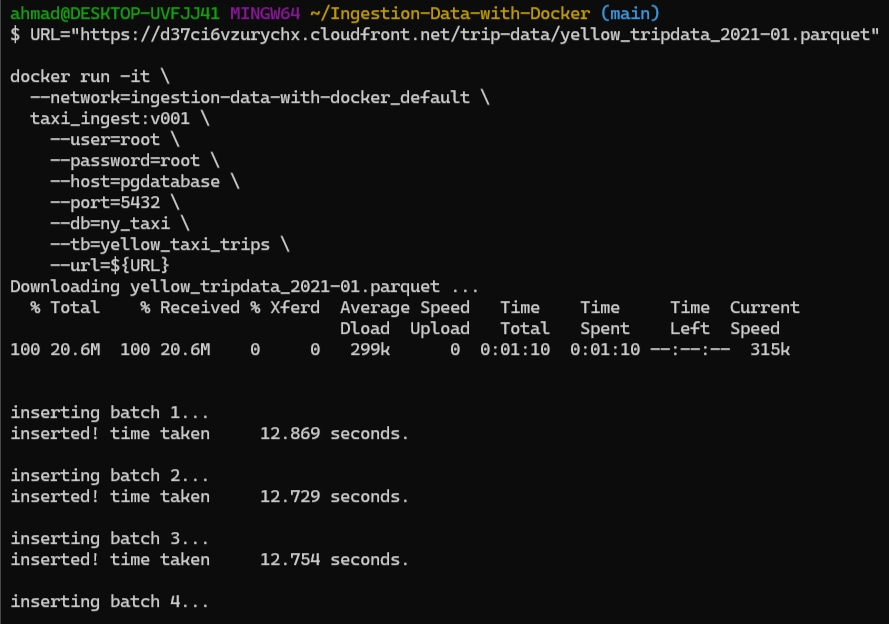 ahmad@DESKTOP-UVFJJ41 MINGW64 ~/Ingestion-Data-with-Docker (main)
$ URL="https://d37ci6vzurychx.cloudfront.net/trip-data/yellow_tripdata_2021-01.parquet"
docker run -it \
--network=ingestion-data-with-docker_default \
taxi_ingest:v001 \
--user=root \
--password=root \
--host=pgdatabase \
--port=5432 \
--db=ny_taxi \
--tb=yellow_taxi_trips \
--url=${URL}
Downloading yellow_tripdata_2021-01.parquet ...
% Total % Received % Xferd Average Speed Time Time Time Current
Dload Upload Total Spent Left Speed
100 20.6M 100 20.6M 0 0 299k 0 0:01:10 0:01:10 --:--:-- 315k
inserting batch 1...
inserted! time taken 12.869 seconds.
inserting batch 2...
inserted! time taken 12.729 seconds.
inserting batch 3...
inserted! time taken 12.754 seconds.
inserting batch 4...